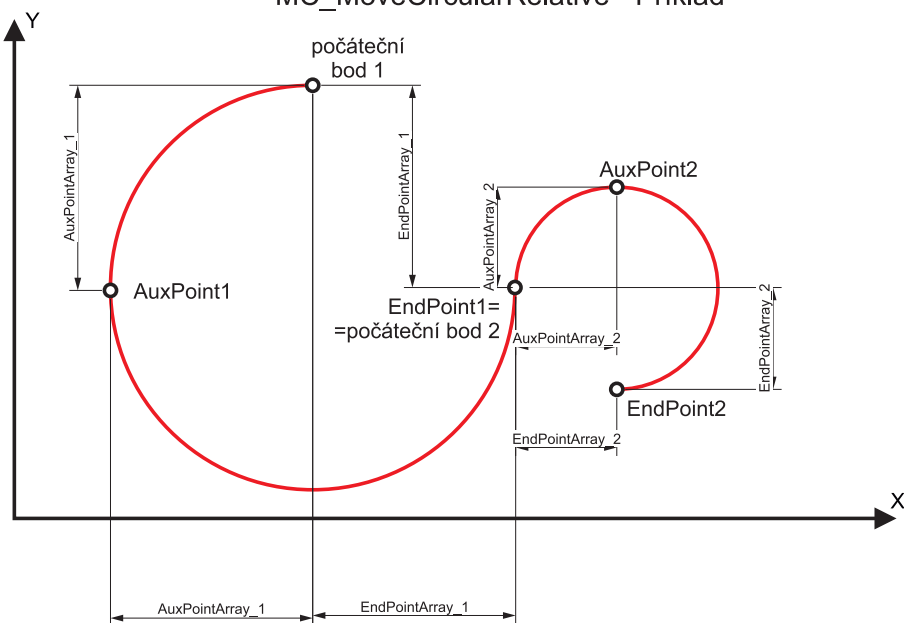 MC_MoveCircularRelative - Příklad
Y
počáteční
bod 1
AuxPointArray_1
EndPointArray_1
AuxPoint2
AuxPointArray_2
AuxPoint1
EndPoint1=
=počáteční bod 2
AuxPointArray_2
EndPointArray_2
EndPoint2
EndPointArray_2
X
AuxPointArray_1
EndPointArray_1